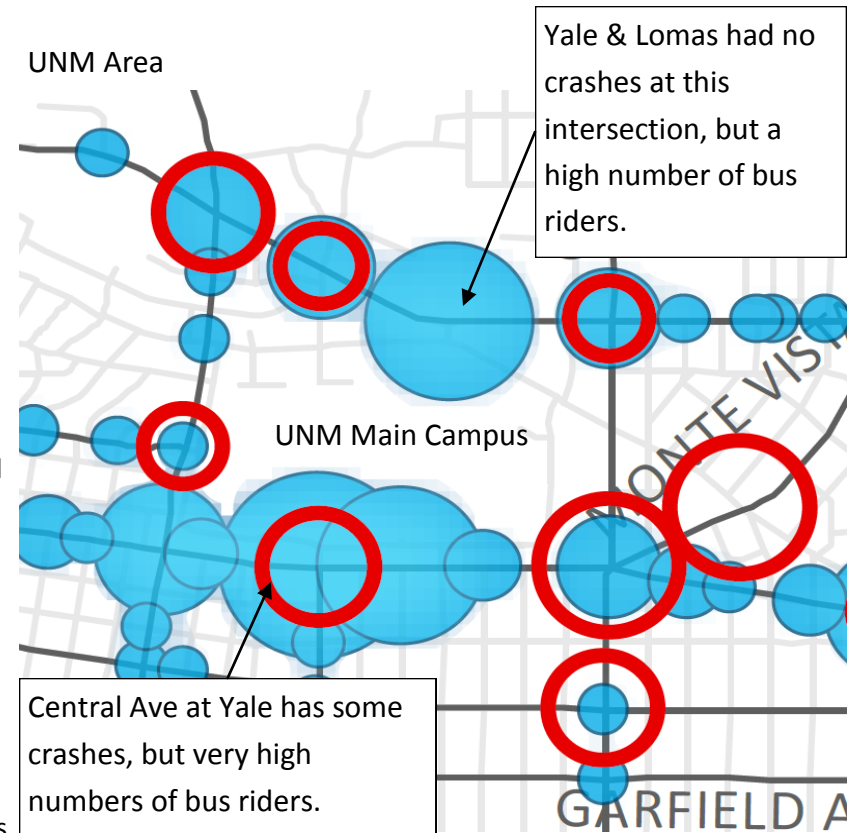 UNM Area
Yale & Lomas had no
crashes at this
intersection, but a
high number of bus
riders.
MONTE VISTA
UNM Main Campus
Central Ave at Yale has some
crashes, but very high
numbers of bus riders.
GARFIELD A
s